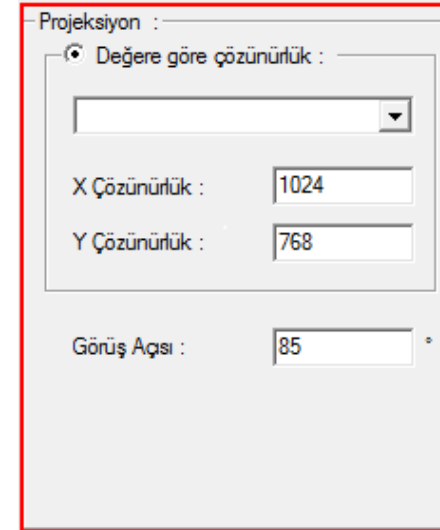 Projeksiyon :
Değere göre çözünürlük :
X Çözünürlük : 1024
Y Çözünürlük : 768
Görüş Açısı : 85 °